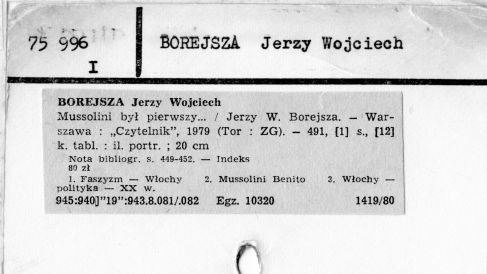 75 996
I
BOREJSZA Jerzy Wojciech
BOREJSZA Jerzy Wojciech
Mussolini był pierwszy... / Jerzy W. Borejsza. — War-
szawa : „Czytelnik”, 1979 (Tor : ZG). — 491, [1] s., [12]
k. tabl. : il. portr. ; 20 cm
Nota bibliogr. s. 449-452. — Indeks
80 zł
1. Faszyzm — Włochy 2. Mussolini Benito 3. Włochy —
polityka — XX w.
945:940]"19":943.8.081/.082 Egz. 10320 1419/80